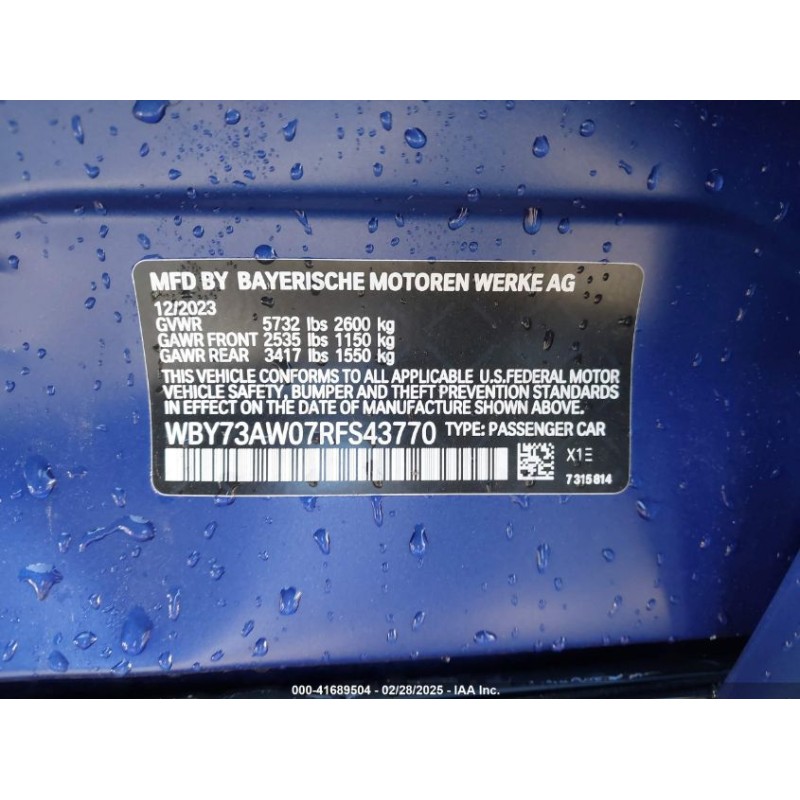 MFD BY BAYERISCHE MOTOREN WERKE AG
12/2023
GVWR 5732 lbs 2600 kg
GAWR FRONT 2535 lbs 1150 kg
GAWR REAR 3417 lbs 1550 kg
THIS VEHICLE CONFORMS TO ALL APPLICABLE U.S.FEDERAL MOTOR
VEHICLE SAFETY, BUMPER AND THEFT PREVENTION STANDARDS
IN EFFECT ON THE DATE OF MANUFACTURE SHOWN ABOVE.
WBY73AW07RFS43770 TYPE: PASSENGER CAR
X1E
7315814
000-41689504 - 02/28/2025 - IAA Inc.